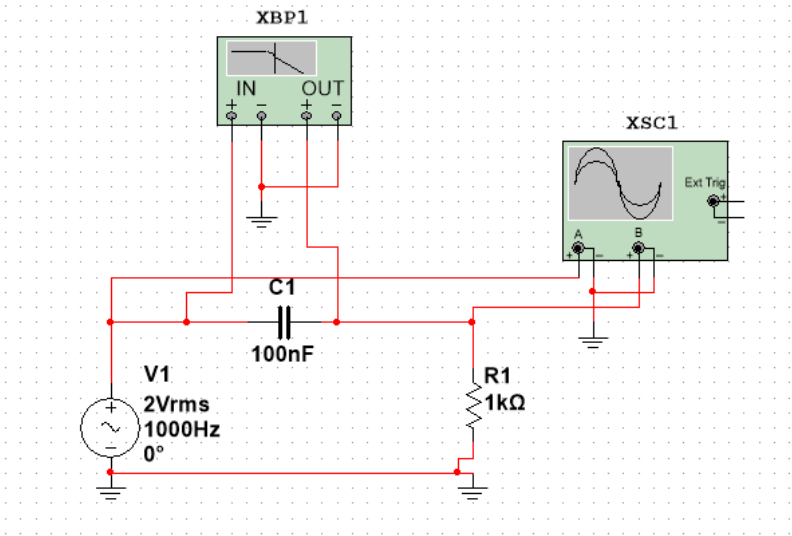 XBP1
IN OUT
+ − + −
XSC1
Ext Trig
+
−
A B
+ − + −
C1
100nF
V1
2Vrms
1000Hz
0°
+
−
R1
1kΩ